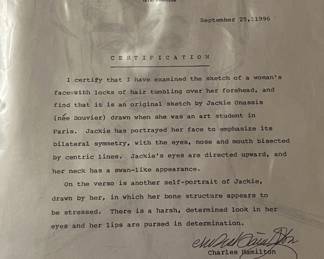 September 25, 1996
CERTIFICATION
I certify that I have examined the sketch of a woman's
face with locks of hair tumbling over her forehead, and
find that it is an original sketch by Jackie Onassis
(née Bouvier) drawn when she was an art student in
Paris. Jackie has portrayed her face to emphasize its
bilateral symmetry, with the eyes, nose and mouth bisected
by centric lines. Jackie's eyes are directed upward, and
her neck has a swan-like appearance.
On the verso is another self-portrait of Jackie,
drawn by her, in which her bone structure appears to
be stressed. There is a harsh, determined look in her
eyes and her lips are pursed in determination.
Charles Hamilton
Charles Hamilton